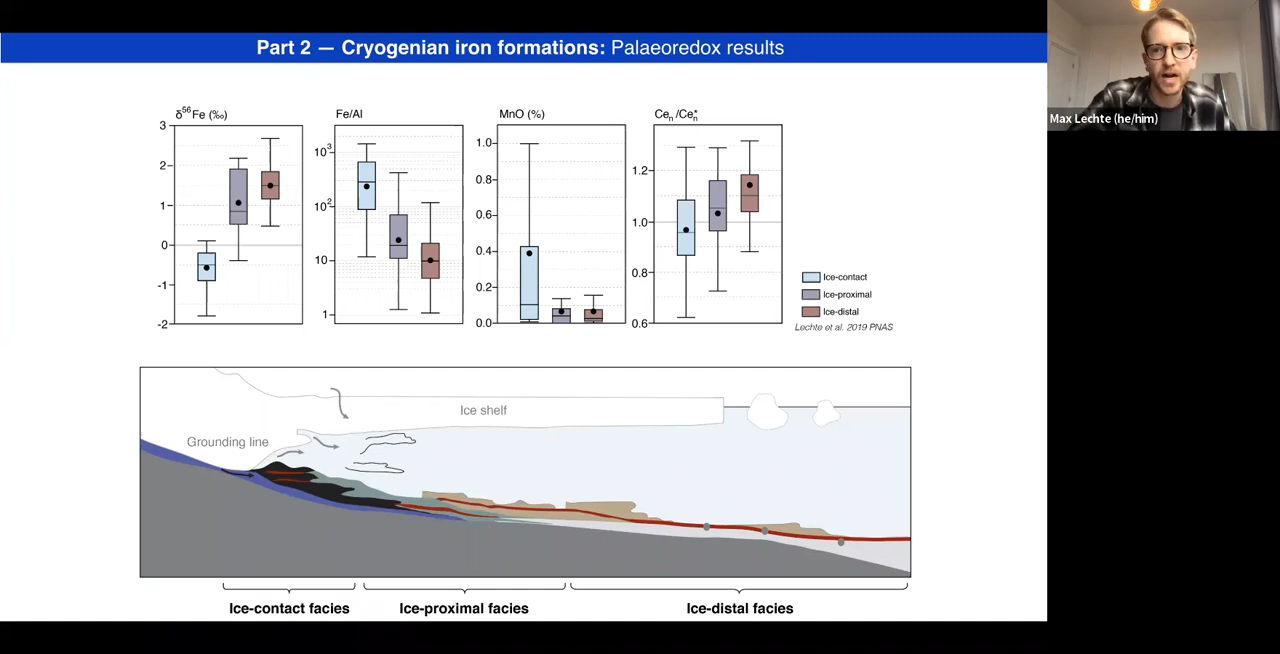 Part 2 — Cryogenian iron formations: Palaeoredox results
Max Lechte (he/him)
δ⁵⁶Fe (‰)
3
2
1
0
-1
-2
Fe/Al
10³
10²
10
1
MnO (%)
1.0
0.8
0.6
0.4
0.2
0.0
Ceₙ/Ceₙ*
1.2
1.0
0.8
0.6
Ice-contact
Ice-proximal
Ice-distal
Lechte et al. 2019 PNAS
Ice shelf
Grounding line
Ice-contact facies
Ice-proximal facies
Ice-distal facies